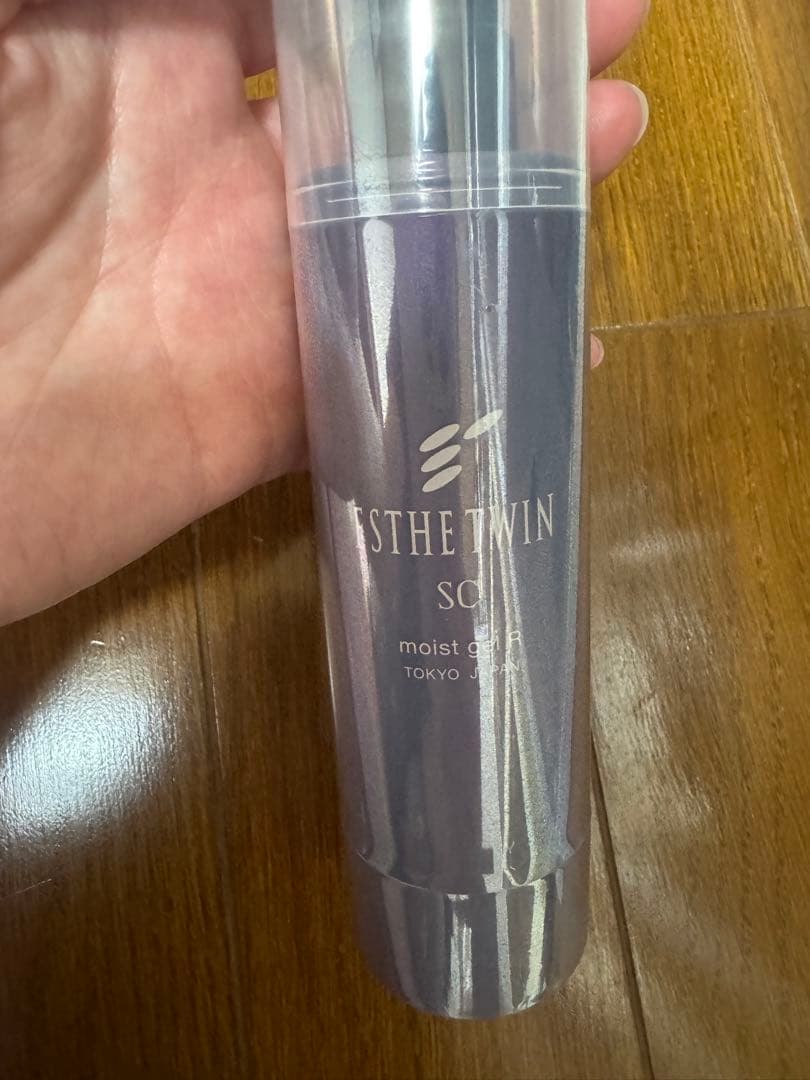 ESTHE TWIN
SC
moist gel R
TOKYO JAPAN